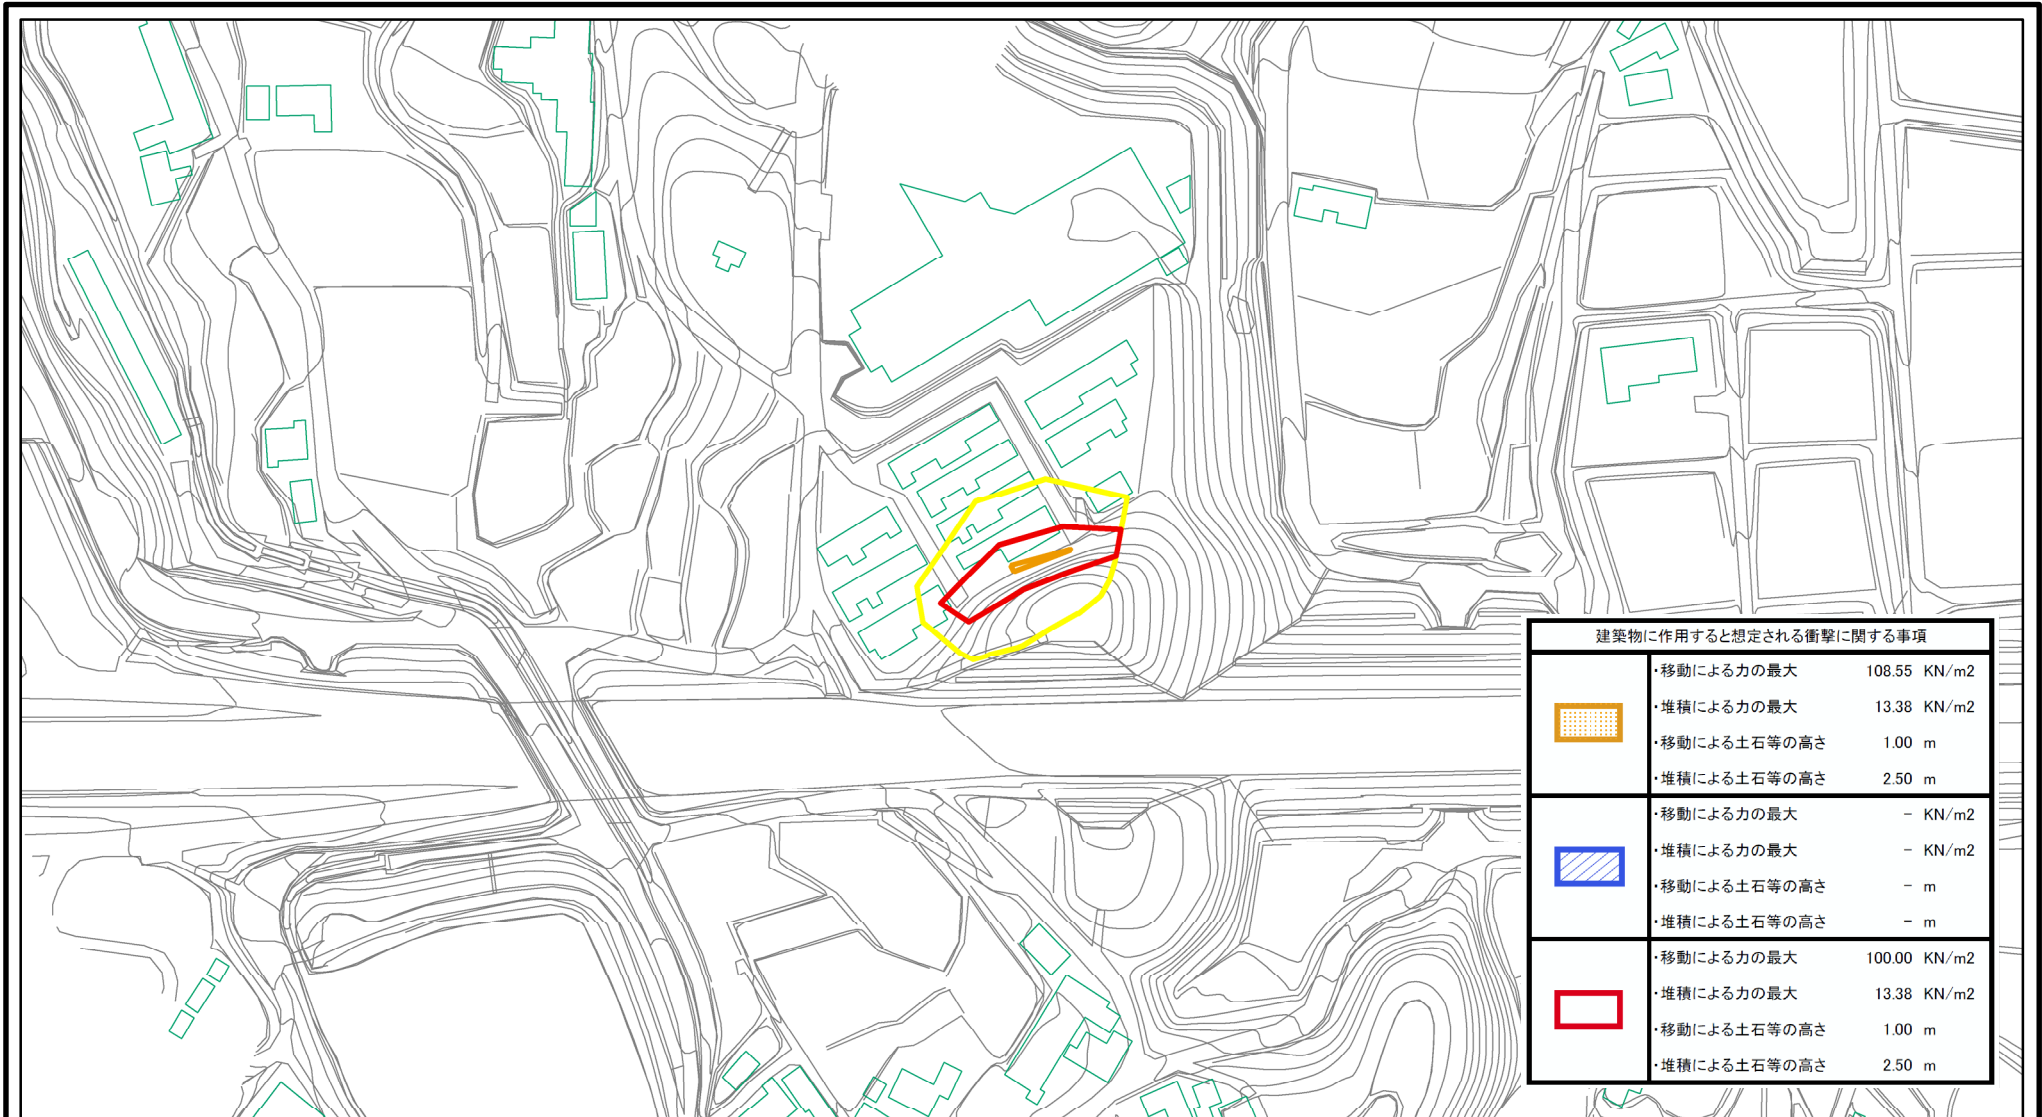 建築物に作用すると想定される衝撃に関する事項
・移動による力の最大 108.55 KN/m2
・堆積による力の最大 13.38 KN/m2
・移動による土石等の高さ 1.00 m
・堆積による土石等の高さ 2.50 m
・移動による力の最大 － KN/m2
・堆積による力の最大 － KN/m2
・移動による土石等の高さ － m
・堆積による土石等の高さ － m
・移動による力の最大 100.00 KN/m2
・堆積による力の最大 13.38 KN/m2
・移動による土石等の高さ 1.00 m
・堆積による土石等の高さ 2.50 m